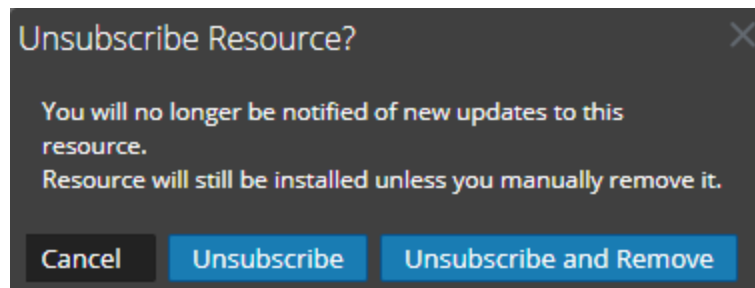 Unsubscribe Resource?
You will no longer be notified of new updates to this
resource.
Resource will still be installed unless you manually remove it.
Cancel
Unsubscribe
Unsubscribe and Remove